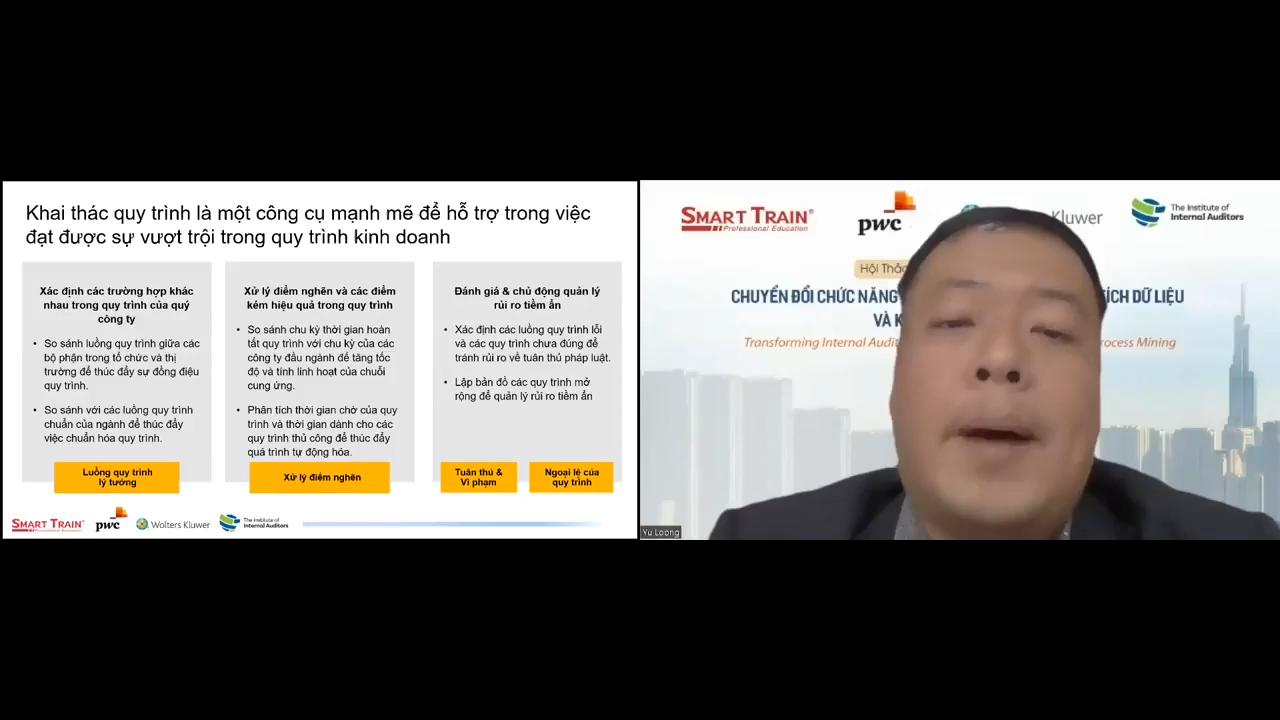 Khai thác quy trình là một công cụ mạnh mẽ để hỗ trợ trong việc
đạt được sự vượt trội trong quy trình kinh doanh
Xác định các trường hợp khác
nhau trong quy trình của quý
công ty
• So sánh luồng quy trình giữa các
bộ phận trong tổ chức và thị
trường để thúc đẩy sự đồng điệu
quy trình.
• So sánh với các luồng quy trình
chuẩn của ngành để thúc đẩy
việc chuẩn hóa quy trình.
Luồng quy trình
lý tưởng
Xử lý điểm nghẽn và các điểm
kém hiệu quả trong quy trình
• So sánh chu kỳ thời gian hoàn
tất quy trình với chu kỳ của các
công ty đầu ngành để tăng tốc
độ và tính linh hoạt của chuỗi
cung ứng.
• Phân tích thời gian chờ của quy
trình và thời gian dành cho các
quy trình thủ công để thúc đẩy
quá trình tự động hóa.
Xử lý điểm nghẽn
Đánh giá & chủ động quản lý
rủi ro tiềm ẩn
• Xác định các luồng quy trình lỗi
và các quy trình chưa đúng để
tránh rủi ro về tuân thủ pháp luật.
• Lập bản đồ các quy trình mở
rộng để quản lý rủi ro tiềm ẩn
Tuân thủ &
Vi phạm
Ngoại lệ của
quy trình
SMART TRAIN
pwc
Wolters Kluwer
The Institute of
Internal Auditors
SMART TRAIN
Professional Education
pwc
Kluwer
The Institute of
Internal Auditors
Hội Thảo
CHUYỂN ĐỔI CHỨC NĂNG
TÍCH DỮ LIỆU
VÀ K
Transforming Internal Audit
Process Mining
Yu Loong